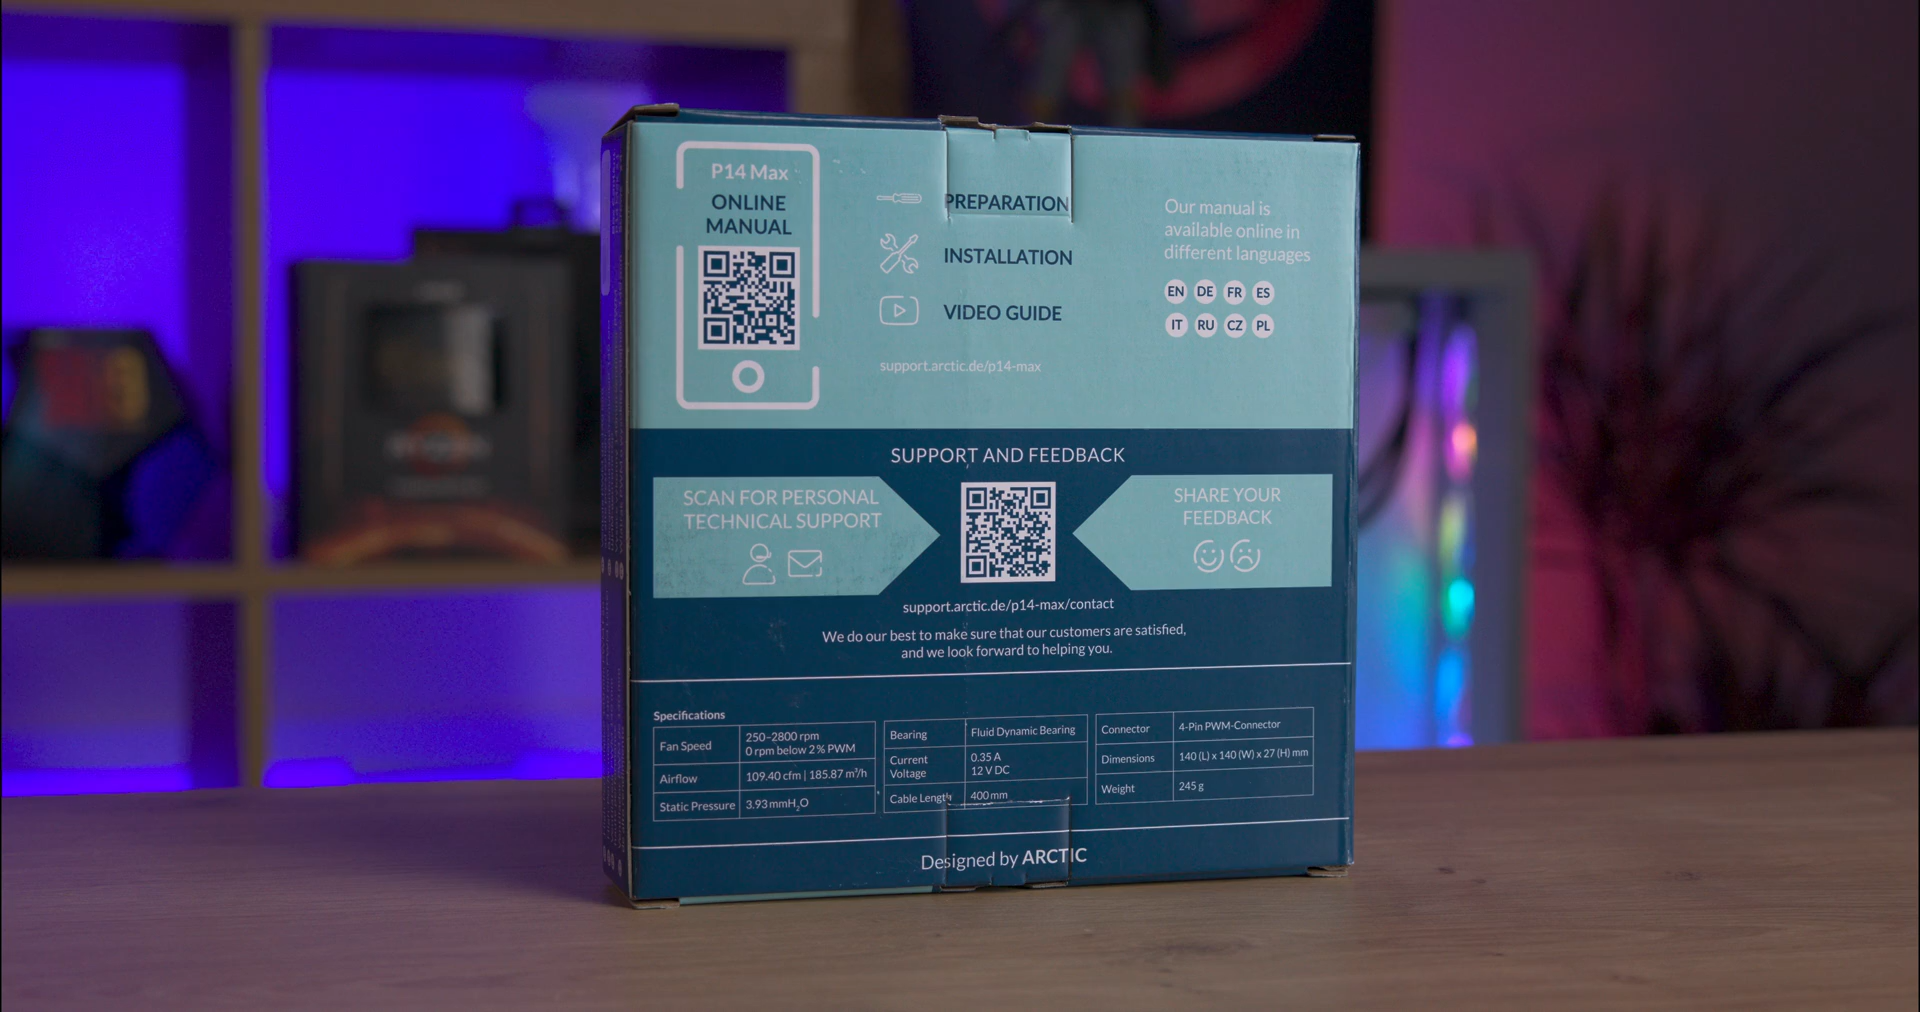 P14 Max
ONLINE
MANUAL
PREPARATION
INSTALLATION
VIDEO GUIDE
support.arctic.de/p14-max
Our manual is
available online in
different languages
EN DE FR ES
IT RU CZ PL
SUPPORT AND FEEDBACK
SCAN FOR PERSONAL
TECHNICAL SUPPORT
SHARE YOUR
FEEDBACK
support.arctic.de/p14-max/contact
We do our best to make sure that our customers are satisfied,
and we look forward to helping you.
Specifications
Fan Speed
250–2800 rpm
0 rpm below 2 % PWM
Airflow
109.40 cfm | 185.87 m³/h
Static Pressure
3.93 mmH₂O
Bearing
Fluid Dynamic Bearing
Current
Voltage
0.35 A
12 V DC
Cable Length
400 mm
Connector
4-Pin PWM-Connector
Dimensions
140 (L) x 140 (W) x 27 (H) mm
Weight
245 g
Designed by ARCTIC